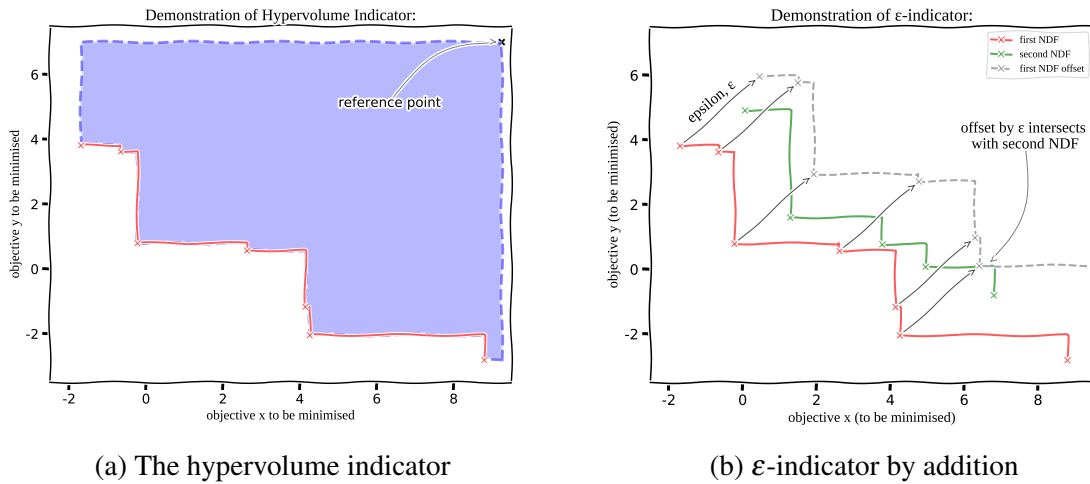 Demonstration of Hypervolume Indicator:
reference point
objective y to be minimised
6
4
2
0
-2
-2 0 2 4 6 8
objective x to be minimised
(a) The hypervolume indicator
Demonstration of ε-indicator:
first NDF
second NDF
first NDF offset
epsilon, ε
offset by ε intersects
with second NDF
objective y (to be minimised)
6
4
2
0
-2
0 2 4 6 8
objective x (to be minimised)
(b) ε-indicator by addition